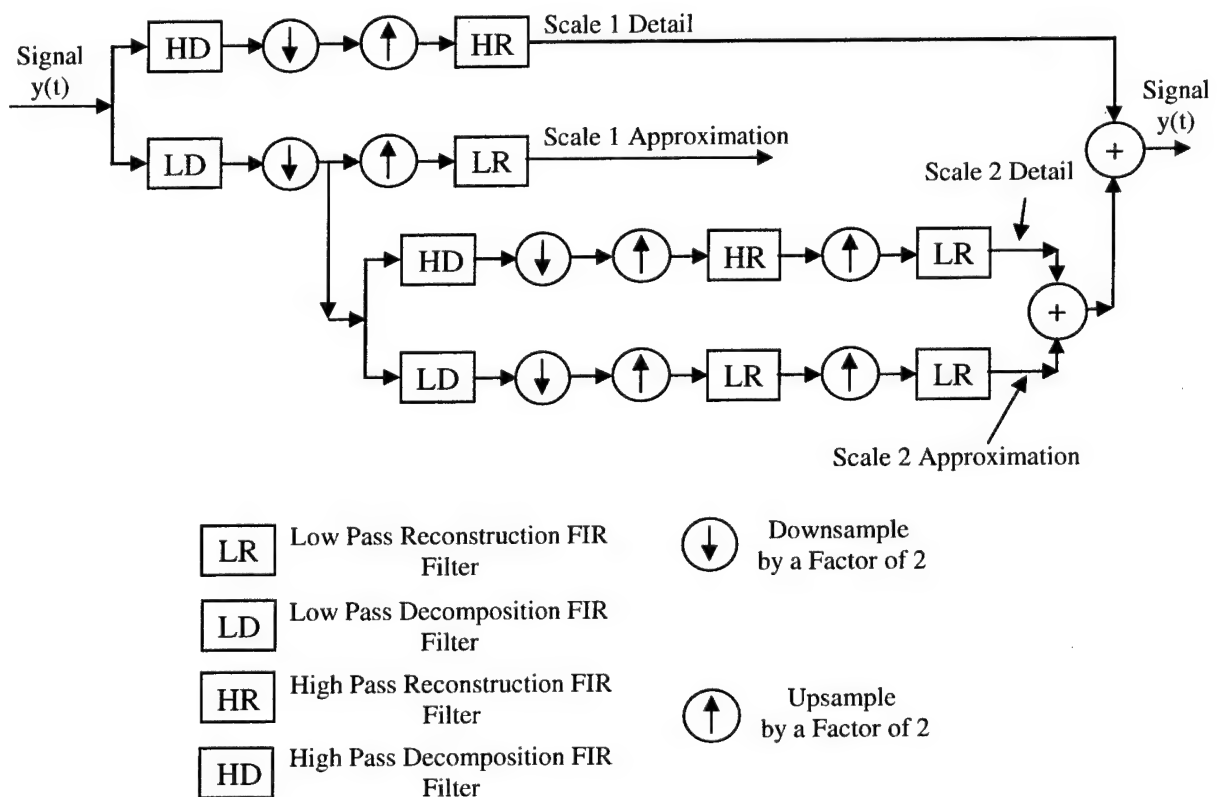 Signal
y(t)
HD
HR
Scale 1 Detail
LD
LR
Scale 1 Approximation
Signal
y(t)
+
Scale 2 Detail
HD
HR
LR
+
LD
LR
LR
Scale 2 Approximation
LR
Low Pass Reconstruction FIR
Filter
Downsample
by a Factor of 2
LD
Low Pass Decomposition FIR
Filter
HR
High Pass Reconstruction FIR
Filter
Upsample
by a Factor of 2
HD
High Pass Decomposition FIR
Filter